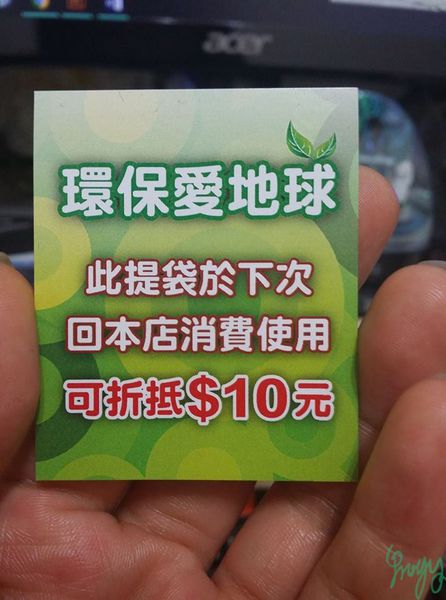 acer
環保愛地球
此提袋於下次
回本店消費使用
可折抵$10元